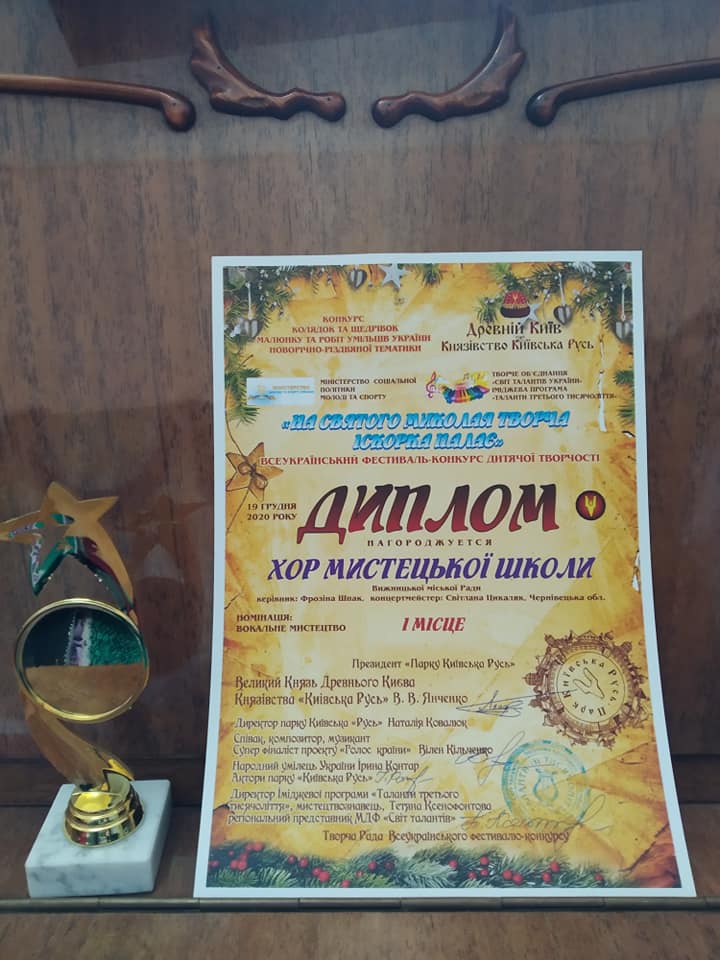 КОНКУРС
КОЛЯДОК ТА ЩЕДРІВОК
МАЛЮНКУ ТА РОБІТ УМІЛЬЦІВ УКРАЇНИ
НОВОРІЧНО-РІЗДВЯНОЇ ТЕМАТИКИ
Древній Київ
Князівство Київська Русь
МІНІСТЕРСТВО СОЦІАЛЬНОЇ
ПОЛІТИКИ
МОЛОДІ ТА СПОРТУ
ТВОРЧЕ ОБ'ЄДНАННЯ
«СВІТ ТАЛАНТІВ УКРАЇНИ»
ІМІДЖЕВА ПРОГРАМА
«ТАЛАНТИ ТРЕТЬОГО ТИСЯЧОЛІТТЯ»
«НА СВЯТОГО МИКОЛАЯ ТВОРЧА
ІСКОРКА ПАЛАЄ»
ВСЕУКРАЇНСЬКИЙ ФЕСТИВАЛЬ-КОНКУРС ДИТЯЧОЇ ТВОРЧОСТІ
19 ГРУДНЯ
2020 РОКУ
ДИПЛОМ
НАГОРОДЖУЕТСЯ
ХОР МИСТЕЦЬКОЇ ШКОЛИ
Вижницької міської Ради
керівник: Фрозіна Шпак, концертмейстер: Світлана Цикаляк, Чернівецька обл.
НОМІНАЦІЯ:
ВОКАЛЬНЕ МИСТЕЦТВО
І МІСЦЕ
Президент «Парку Київська Русь»
Великий Князь Древнього Києва
Князівства «Київська Русь» В. В. Янченко
Директор парку Київська «Русь» Наталія Ковалюк
Співак, композитор, музикант
Супер фіналіст проекту «Голос країни» Вілен Кільченко
Народний умілець України Ірина Контар
Актори парку «Київська Русь»
Директор Іміджевої програми «Таланти третього
тисячоліття», мистецтвознавець, Тетяна Ксенофонтова
регіональний представник МДФ «Світ талантів»
Творча Рада Всеукраїнського фестивалю-конкурсу
Парк Київська Русь